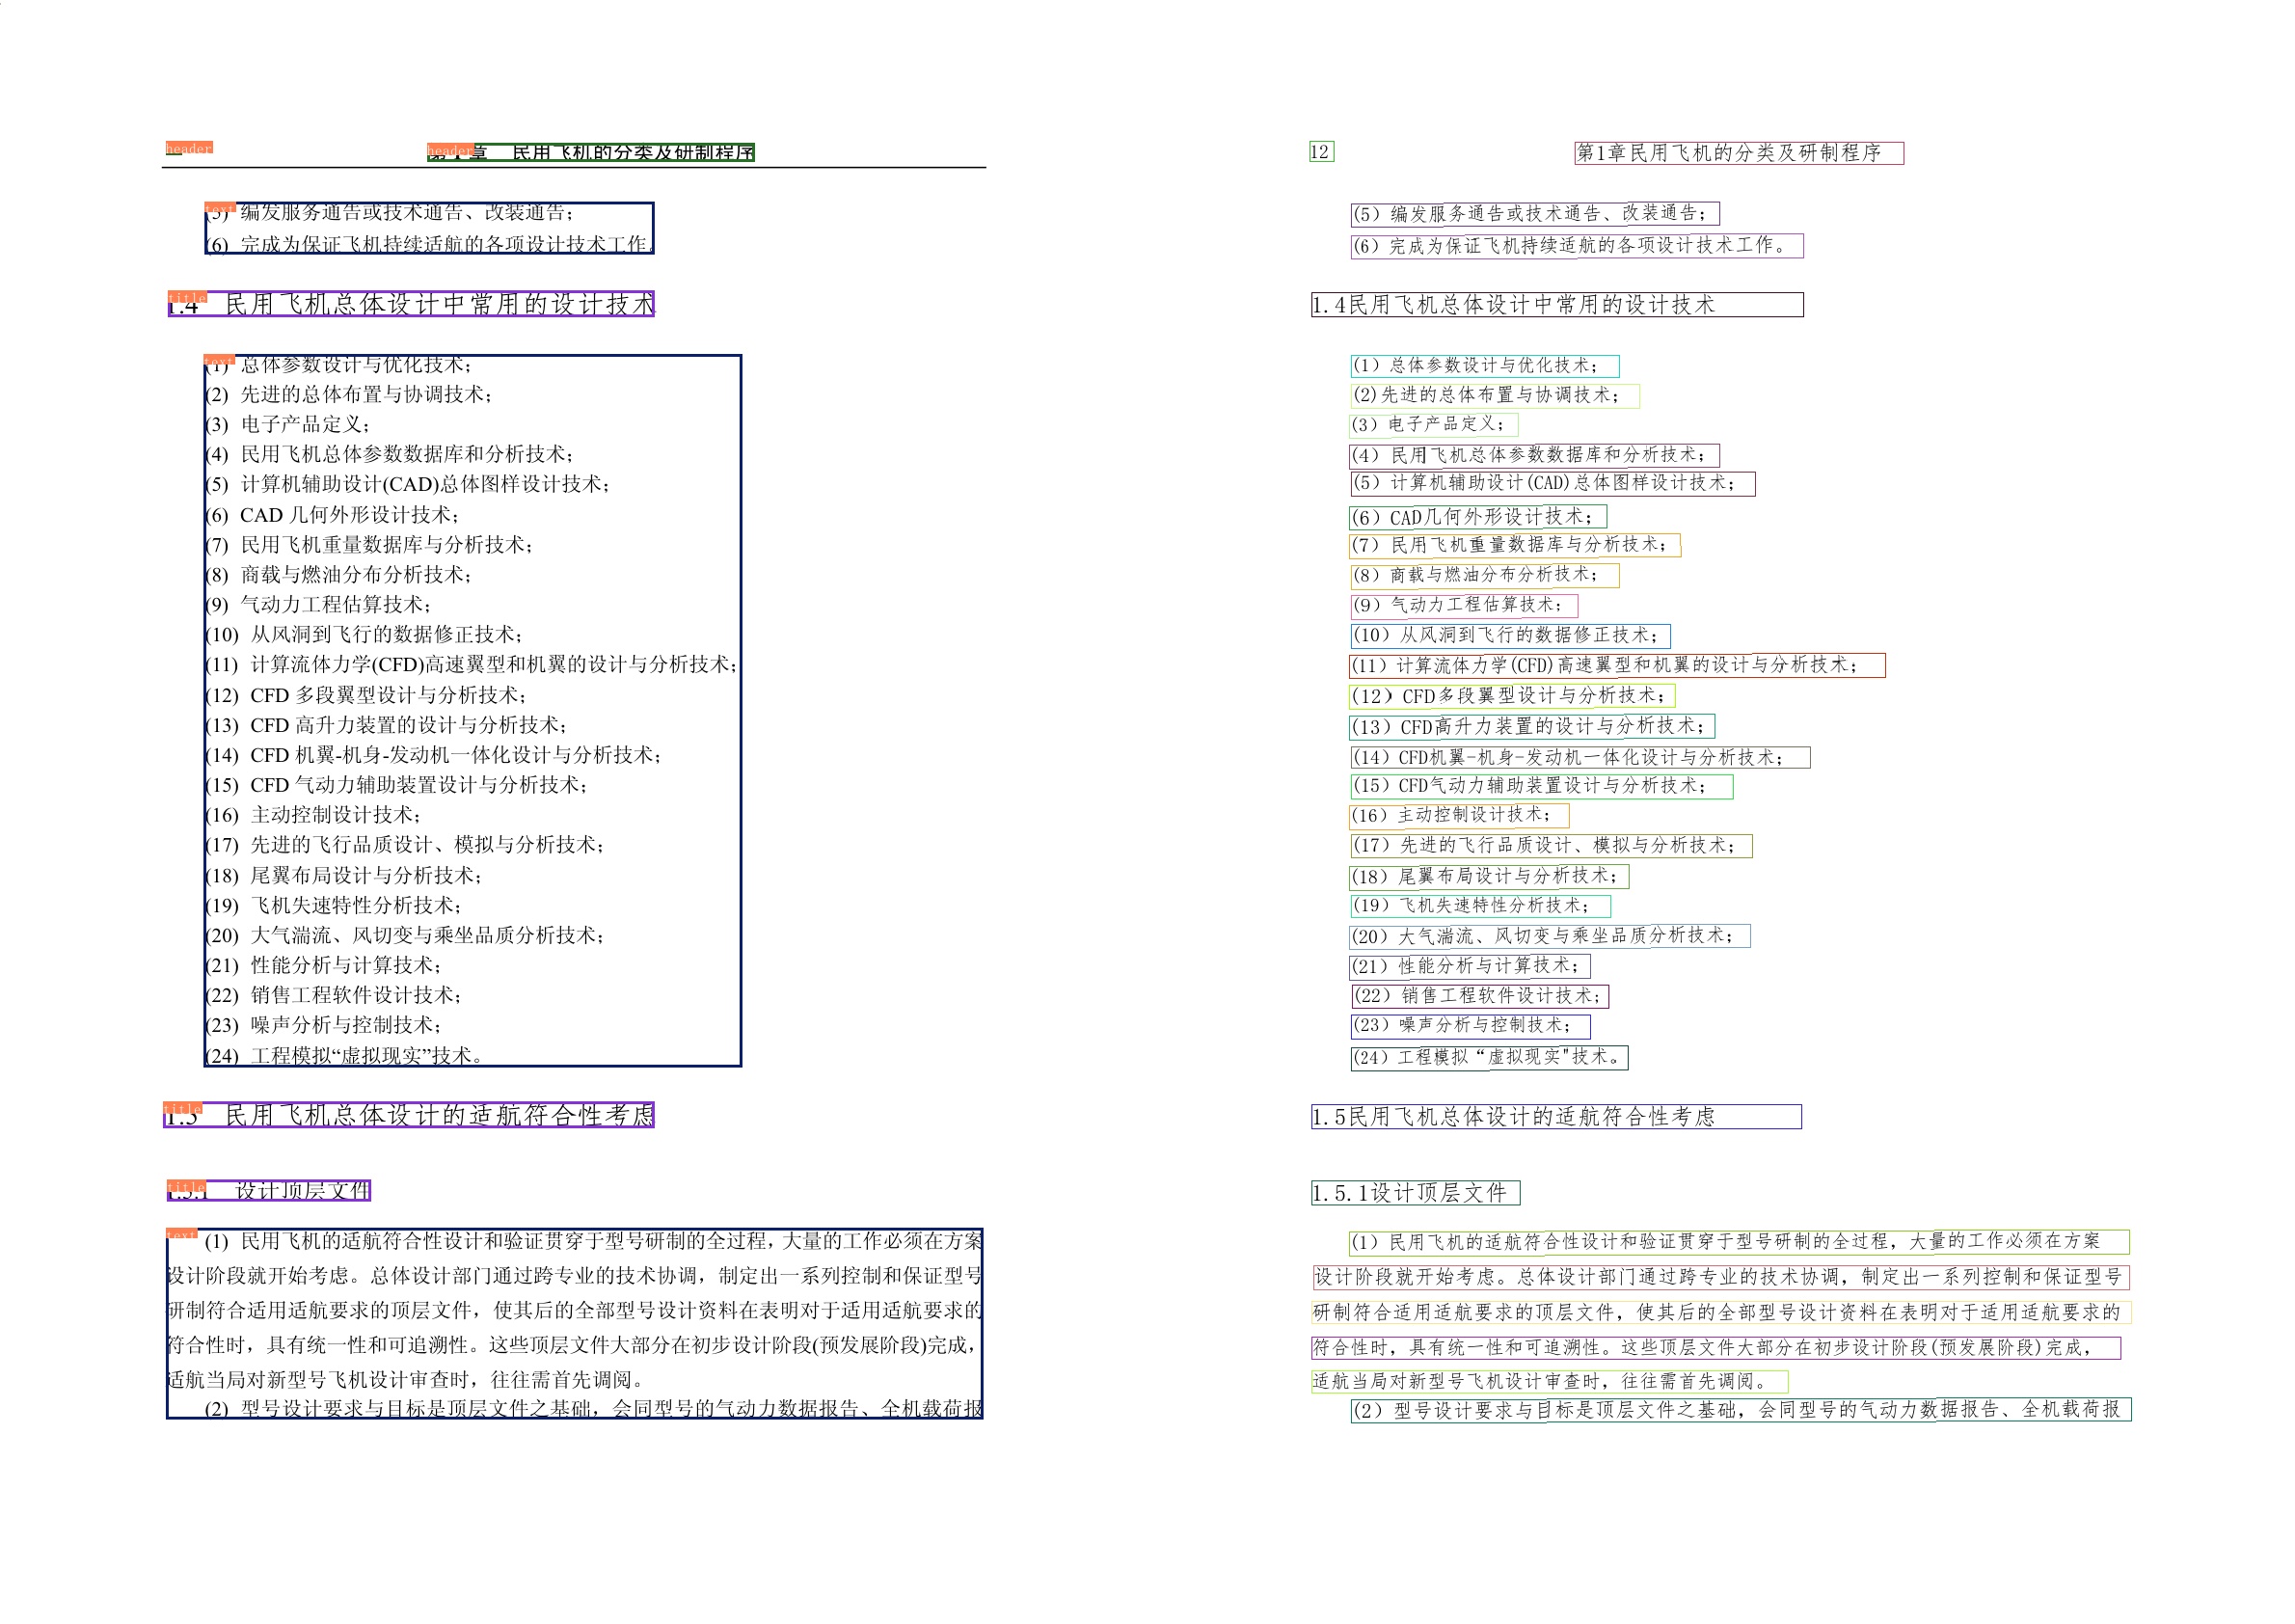 header
header 第1章 民用飞机的分类及研制程序
text
(5) 编发服务通告或技术通告、改装通告；
(6) 完成为保证飞机持续适航的各项设计技术工作。
title
1.4 民用飞机总体设计中常用的设计技术
text
(1) 总体参数设计与优化技术；
(2) 先进的总体布置与协调技术；
(3) 电子产品定义；
(4) 民用飞机总体参数数据库和分析技术；
(5) 计算机辅助设计(CAD)总体图样设计技术；
(6) CAD 几何外形设计技术；
(7) 民用飞机重量数据库与分析技术；
(8) 商载与燃油分布分析技术；
(9) 气动力工程估算技术；
(10) 从风洞到飞行的数据修正技术；
(11) 计算流体力学(CFD)高速翼型和机翼的设计与分析技术；
(12) CFD 多段翼型设计与分析技术；
(13) CFD 高升力装置的设计与分析技术；
(14) CFD 机翼-机身-发动机一体化设计与分析技术；
(15) CFD 气动力辅助装置设计与分析技术；
(16) 主动控制设计技术；
(17) 先进的飞行品质设计、模拟与分析技术；
(18) 尾翼布局设计与分析技术；
(19) 飞机失速特性分析技术；
(20) 大气湍流、风切变与乘坐品质分析技术；
(21) 性能分析与计算技术；
(22) 销售工程软件设计技术；
(23) 噪声分析与控制技术；
(24) 工程模拟“虚拟现实”技术。
title
1.5 民用飞机总体设计的适航符合性考虑
title
1.5.1 设计顶层文件
text
(1) 民用飞机的适航符合性设计和验证贯穿于型号研制的全过程，大量的工作必须在方案
设计阶段就开始考虑。总体设计部门通过跨专业的技术协调，制定出一系列控制和保证型号
研制符合适用适航要求的顶层文件，使其后的全部型号设计资料在表明对于适用适航要求的
符合性时，具有统一性和可追溯性。这些顶层文件大部分在初步设计阶段(预发展阶段)完成，
适航当局对新型号飞机设计审查时，往往需首先调阅。
(2) 型号设计要求与目标是顶层文件之基础，会同型号的气动力数据报告、全机载荷报
12
第1章民用飞机的分类及研制程序
(5）编发服务通告或技术通告、改装通告；
(6）完成为保证飞机持续适航的各项设计技术工作。
1.4民用飞机总体设计中常用的设计技术
(1）总体参数设计与优化技术；
(2)先进的总体布置与协调技术；
(3）电子产品定义；
(4）民用飞机总体参数数据库和分析技术；
(5）计算机辅助设计(CAD)总体图样设计技术；
(6）CAD几何外形设计技术；
(7）民用飞机重量数据库与分析技术；
(8）商载与燃油分布分析技术；
(9）气动力工程估算技术；
(10）从风洞到飞行的数据修正技术；
(11）计算流体力学(CFD)高速翼型和机翼的设计与分析技术；
(12）CFD多段翼型设计与分析技术；
(13）CFD高升力装置的设计与分析技术；
(14）CFD机翼-机身-发动机一体化设计与分析技术；
(15）CFD气动力辅助装置设计与分析技术；
(16）主动控制设计技术；
(17）先进的飞行品质设计、模拟与分析技术；
(18）尾翼布局设计与分析技术；
(19）飞机失速特性分析技术；
(20）大气湍流、风切变与乘坐品质分析技术；
(21）性能分析与计算技术；
(22）销售工程软件设计技术；
(23）噪声分析与控制技术；
(24）工程模拟“虚拟现实"技术。
1.5民用飞机总体设计的适航符合性考虑
1.5.1设计顶层文件
(1）民用飞机的适航符合性设计和验证贯穿于型号研制的全过程，大量的工作必须在方案
设计阶段就开始考虑。总体设计部门通过跨专业的技术协调，制定出一系列控制和保证型号
研制符合适用适航要求的顶层文件，使其后的全部型号设计资料在表明对于适用适航要求的
符合性时，具有统一性和可追溯性。这些顶层文件大部分在初步设计阶段(预发展阶段)完成，
适航当局对新型号飞机设计审查时，往往需首先调阅。
(2）型号设计要求与目标是顶层文件之基础，会同型号的气动力数据报告、全机载荷报